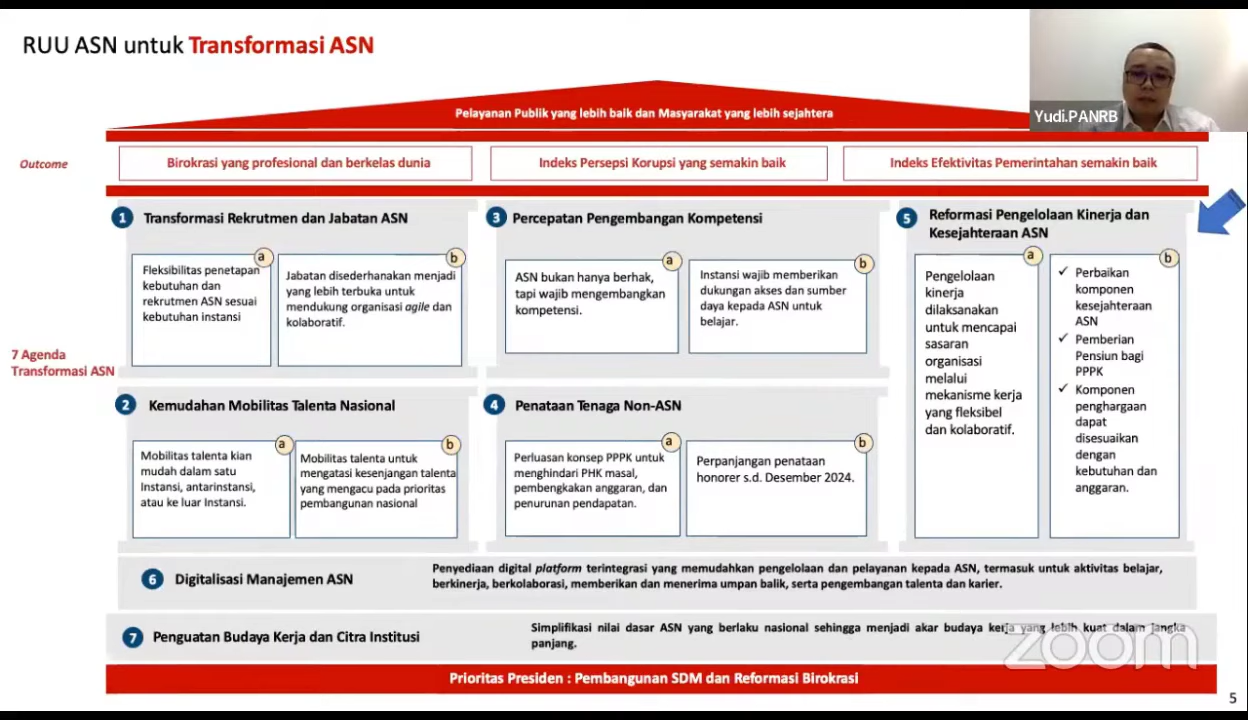 RUU ASN untuk Transformasi ASN
Yudi.PANRB
Pelayanan Publik yang lebih baik dan Masyarakat yang lebih sejahtera
Outcome
Birokrasi yang profesional dan berkelas dunia
Indeks Persepsi Korupsi yang semakin baik
Indeks Efektivitas Pemerintahan semakin baik
7 Agenda
Transformasi ASN
1 Transformasi Rekrutmen dan Jabatan ASN
a
Fleksibilitas penetapan
kebutuhan dan
rekrutmen ASN sesuai
kebutuhan instansi
b
Jabatan disederhanakan menjadi
yang lebih terbuka untuk
mendukung organisasi agile dan
kolaboratif.
2 Kemudahan Mobilitas Talenta Nasional
a
Mobilitas talenta kian
mudah dalam satu
Instansi, antarinstansi,
atau ke luar Instansi.
b
Mobilitas talenta untuk
mengatasi kesenjangan talenta
yang mengacu pada prioritas
pembangunan nasional
3 Percepatan Pengembangan Kompetensi
a
ASN bukan hanya berhak,
tapi wajib mengembangkan
kompetensi.
b
Instansi wajib memberikan
dukungan akses dan sumber
daya kepada ASN untuk
belajar.
4 Penataan Tenaga Non-ASN
a
Perluasan konsep PPPK untuk
menghindari PHK masal,
pembengkakan anggaran, dan
penurunan pendapatan.
b
Perpanjangan penataan
honorer s.d. Desember 2024.
5 Reformasi Pengelolaan Kinerja dan
Kesejahteraan ASN
a
Pengelolaan
kinerja
dilaksanakan
untuk mencapai
sasaran
organisasi
melalui
mekanisme kerja
yang fleksibel
dan kolaboratif.
b
✓ Perbaikan
komponen
kesejahteraan
ASN
✓ Pemberian
Pensiun bagi
PPPK
✓ Komponen
penghargaan
dapat
disesuaikan
dengan
kebutuhan dan
anggaran.
6 Digitalisasi Manajemen ASN
Penyediaan digital platform terintegrasi yang memudahkan pengelolaan dan pelayanan kepada ASN, termasuk untuk aktivitas belajar,
berkinerja, berkolaborasi, memberikan dan menerima umpan balik, serta pengembangan talenta dan karier.
7 Penguatan Budaya Kerja dan Citra Institusi
Simplifikasi nilai dasar ASN yang berlaku nasional sehingga menjadi akar budaya kerja yang lebih kuat dalam jangka
panjang.
zoom
Prioritas Presiden : Pembangunan SDM dan Reformasi Birokrasi
5